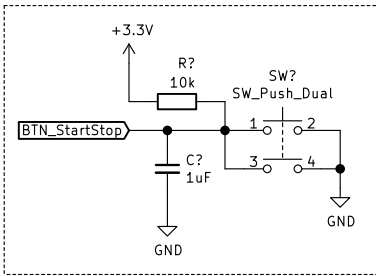 +3.3V
R?
10k
SW?
SW_Push_Dual
BTN_StartStop
1 2
3 4
C?
1uF
GND
GND